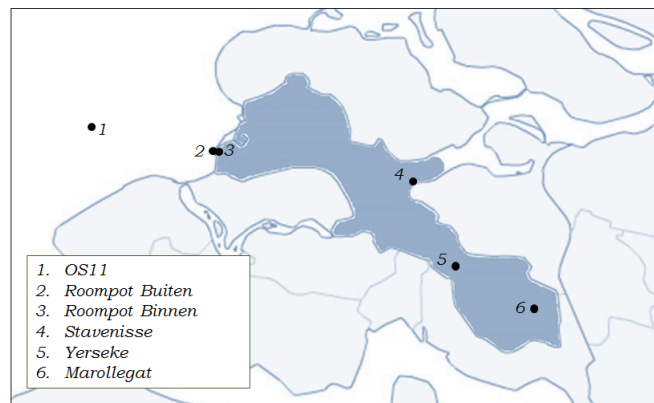 1
2
3
4
5
6
1. OS11
2. Roompot Buiten
3. Roompot Binnen
4. Stavenisse
5. Yerseke
6. Marollegat